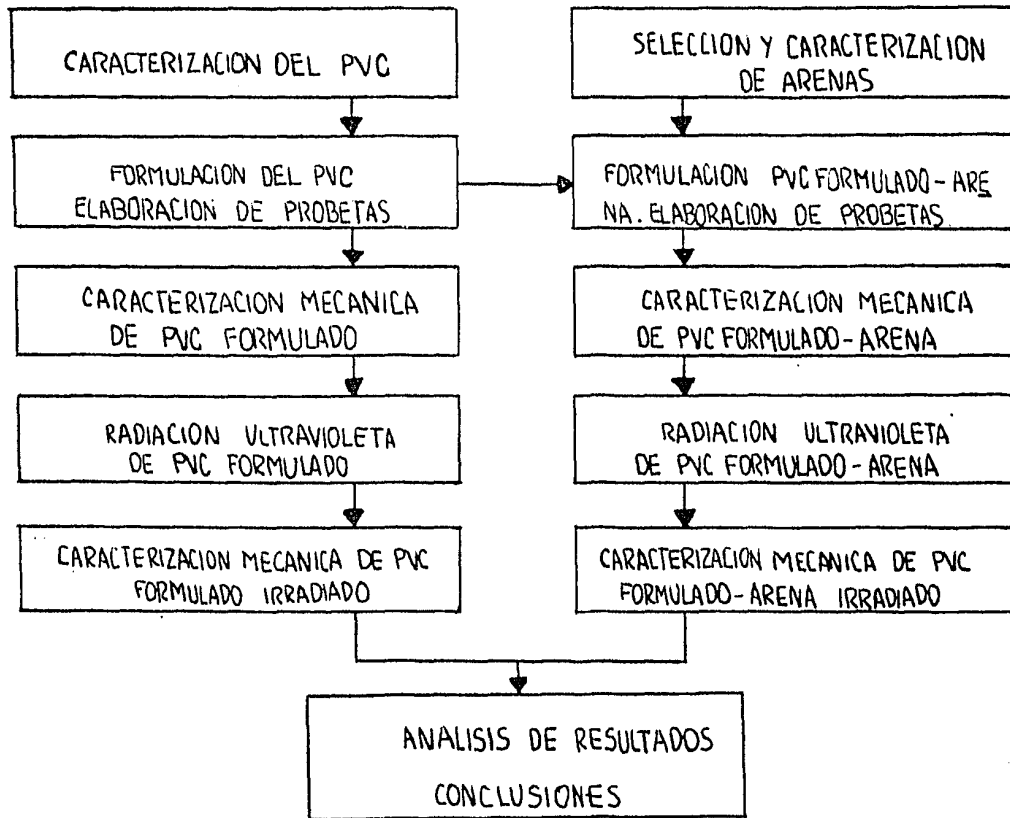 CARACTERIZACION DEL PVC
SELECCION Y CARACTERIZACION
DE ARENAS
FORMULACION DEL PVC
ELABORACION DE PROBETAS
FORMULACION PVC FORMULADO-ARE
NA. ELABORACION DE PROBETAS
CARACTERIZACION MECANICA
DE PVC FORMULADO
CARACTERIZACION MECANICA
DE PVC FORMULADO-ARENA
RADIACION ULTRAVIOLETA
DE PVC FORMULADO
RADIACION ULTRAVIOLETA
DE PVC FORMULADO-ARENA
CARACTERIZACION MECANICA DE PVC
FORMULADO IRRADIADO
CARACTERIZACION MECANICA DE PVC
FORMULADO-ARENA IRRADIADO
ANALISIS DE RESULTADOS
CONCLUSIONES